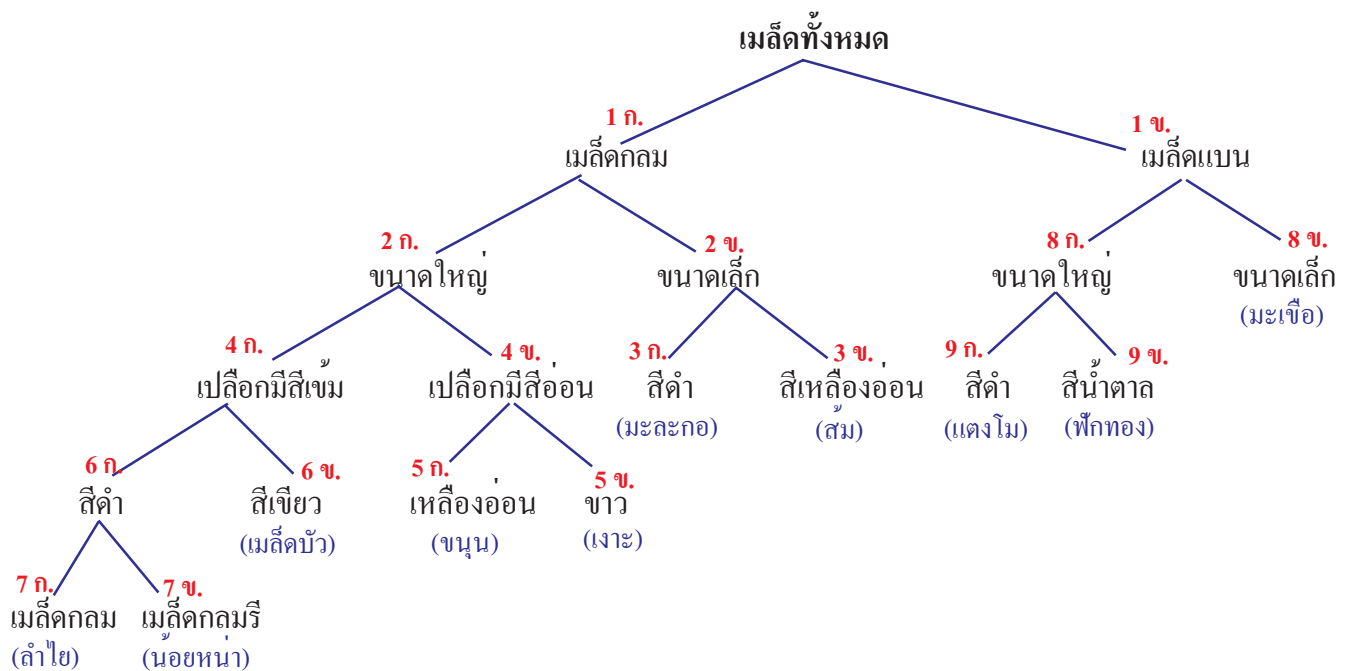 เมล็ดทั้งหมด
1 ก.
1 ข.
เมล็ดกลม
เมล็ดแบน
2 ก.
2 ข.
8 ก.
8 ข.
ขนาดใหญ่
ขนาดเล็ก
ขนาดใหญ่
ขนาดเล็ก
(มะเขือ)
4 ก.
4 ข.
3 ก.
3 ข.
9 ก.
9 ข.
เปลือกมีสีเข้ม
เปลือกมีสีอ่อน
สีดำ
สีเหลืองอ่อน
สีดำ
สีน้ำตาล
(มะละกอ)
(ส้ม)
(แตงโม)
(ฟักทอง)
6 ก.
6 ข.
5 ก.
5 ข.
สีดำ
สีเขียว
เหลืองอ่อน
ขาว
(เมล็ดบัว)
(ขนุน)
(เงาะ)
7 ก.
7 ข.
เมล็ดกลม
เมล็ดกลมรี
(ลำไย)
(น้อยหน่า)